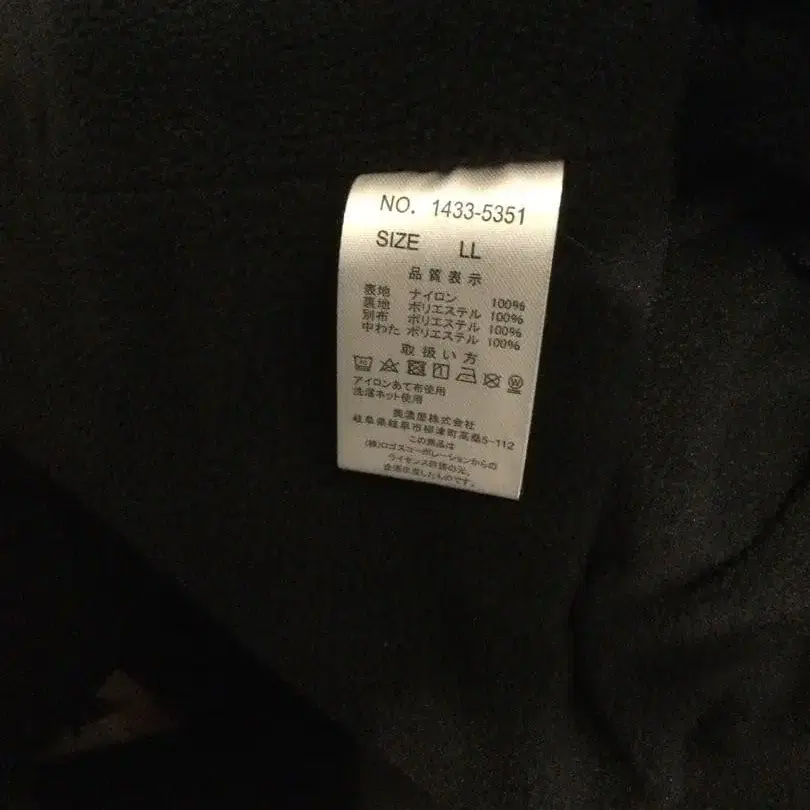 NO. 1433-5351
SIZE LL
品質表示
表地 ナイロン 100%
裏地 ポリエステル 100%
別布 ポリエステル 100%
中わた ポリエステル 100%
取扱い方
アイロンあて布使用
洗濯ネット使用
美濃屋株式会社
岐阜県岐阜市柳津町高桑5-112
この商品は
(株)ロゴスコーポレーションからの
ライセンス許諾の元、
企画生産したものです。